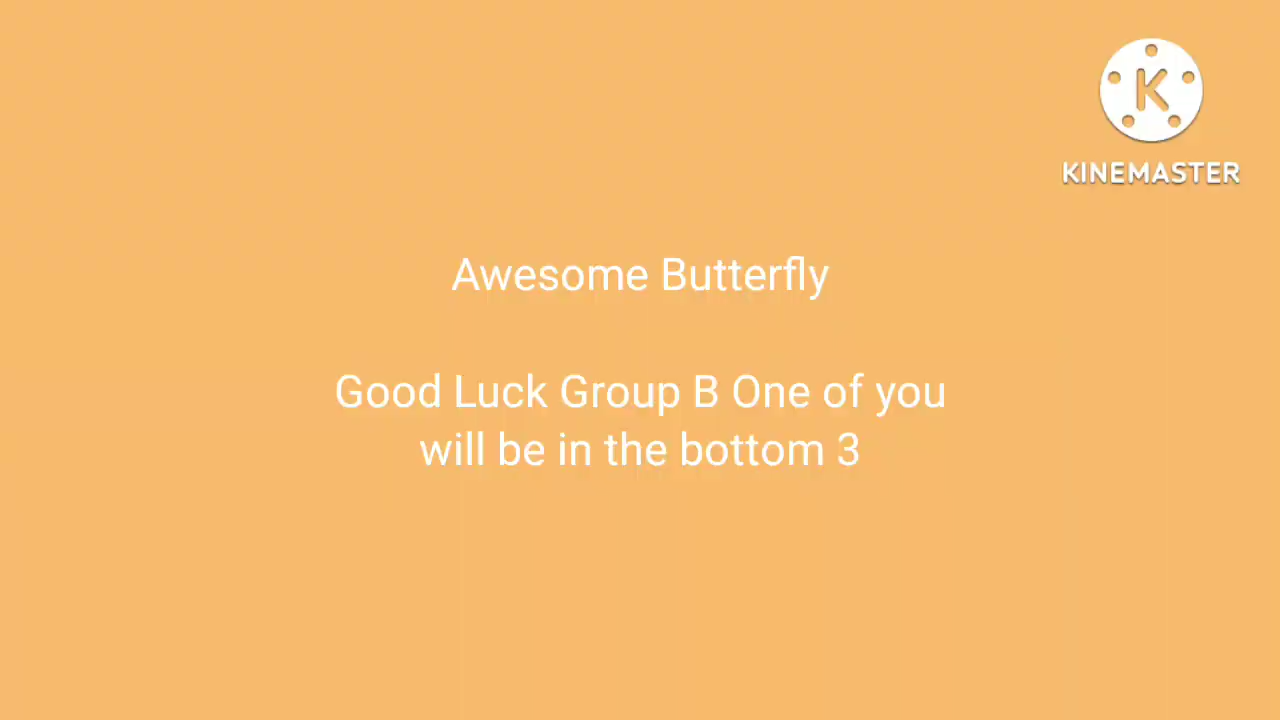 K
KINEMASTER
Awesome Butterfly
Good Luck Group B One of you
will be in the bottom 3